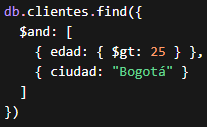 db.clientes.find({
  $and: [
    { edad: { $gt: 25 } },
    { ciudad: "Bogotá" }
  ]
})